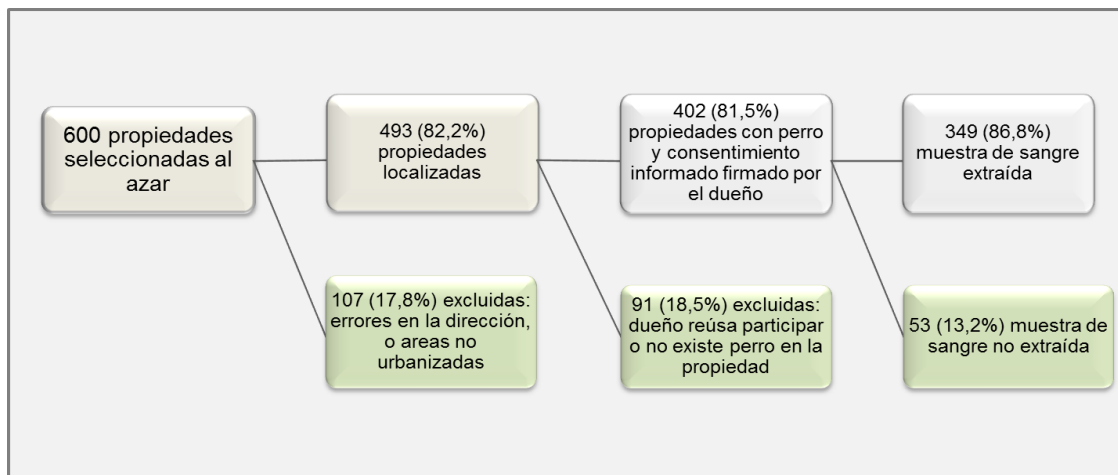 600 propiedades
seleccionadas al
azar
493 (82,2%)
propiedades
localizadas
402 (81,5%)
propiedades con perro
y consentimiento
informado firmado por
el dueño
349 (86,8%)
muestra de sangre
extraída
107 (17,8%) excluidas:
errores en la dirección,
o areas no
urbanizadas
91 (18,5%) excluidas:
dueño reúsa participar
o no existe perro en la
propiedad
53 (13,2%) muestra de
sangre no extraída